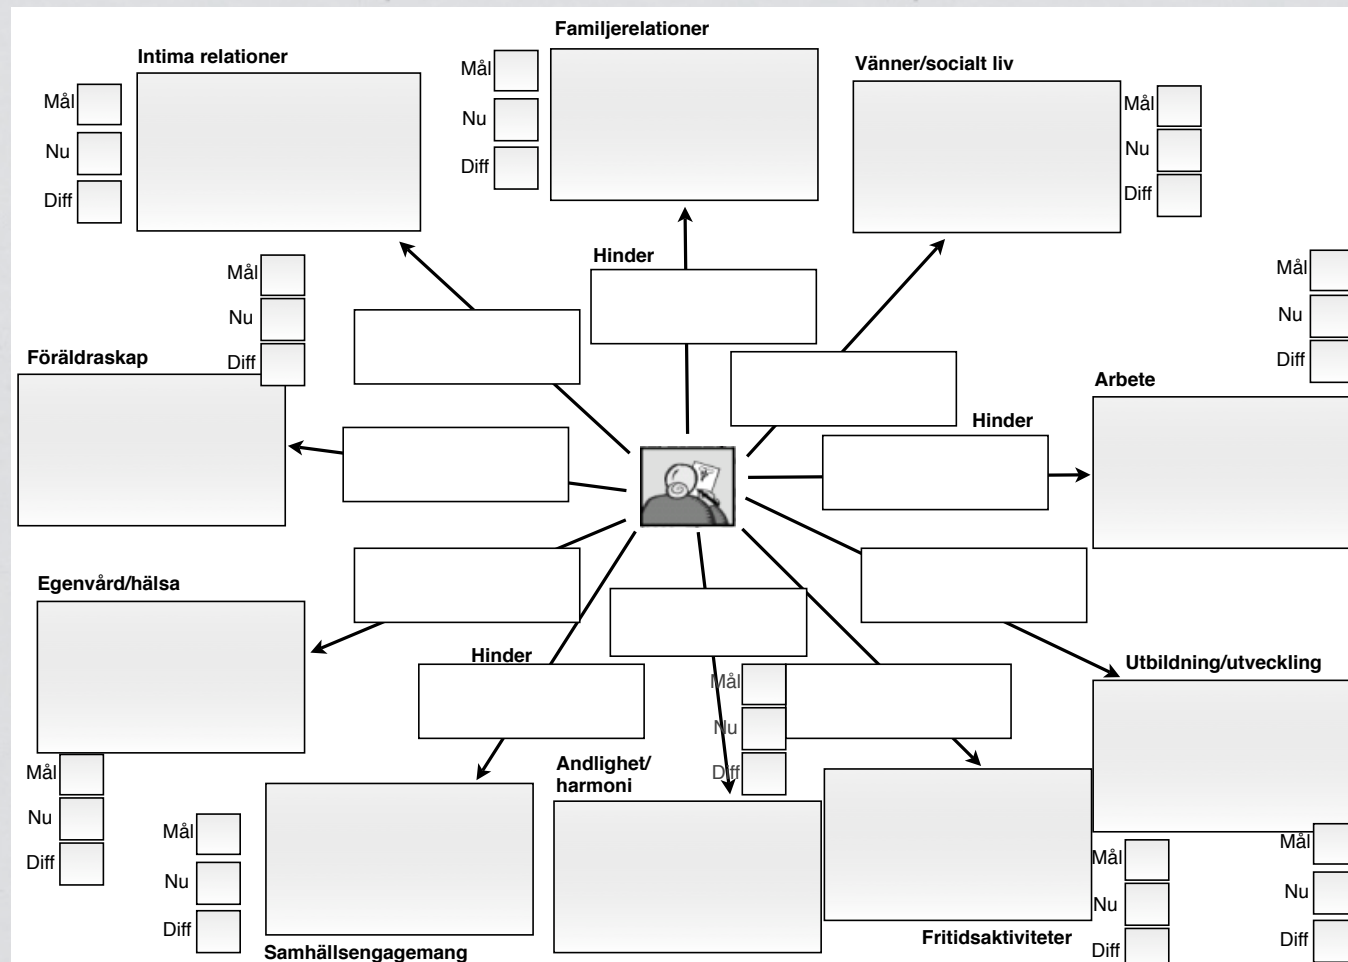 Familjerelationer
Intima relationer
Vänner/socialt liv
Mål
Nu
Diff
Mål
Nu
Diff
Mål
Nu
Diff
Hinder
Mål
Nu
Diff
Mål
Nu
Diff
Föräldraskap
Arbete
Hinder
Egenvård/hälsa
Hinder
Utbildning/utveckling
Mål
Nu
Diff
Andlighet/
harmoni
Mål
Nu
Diff
Mål
Nu
Diff
Mål
Nu
Diff
Mål
Nu
Diff
Fritidsaktiviteter
Samhällsengagemang